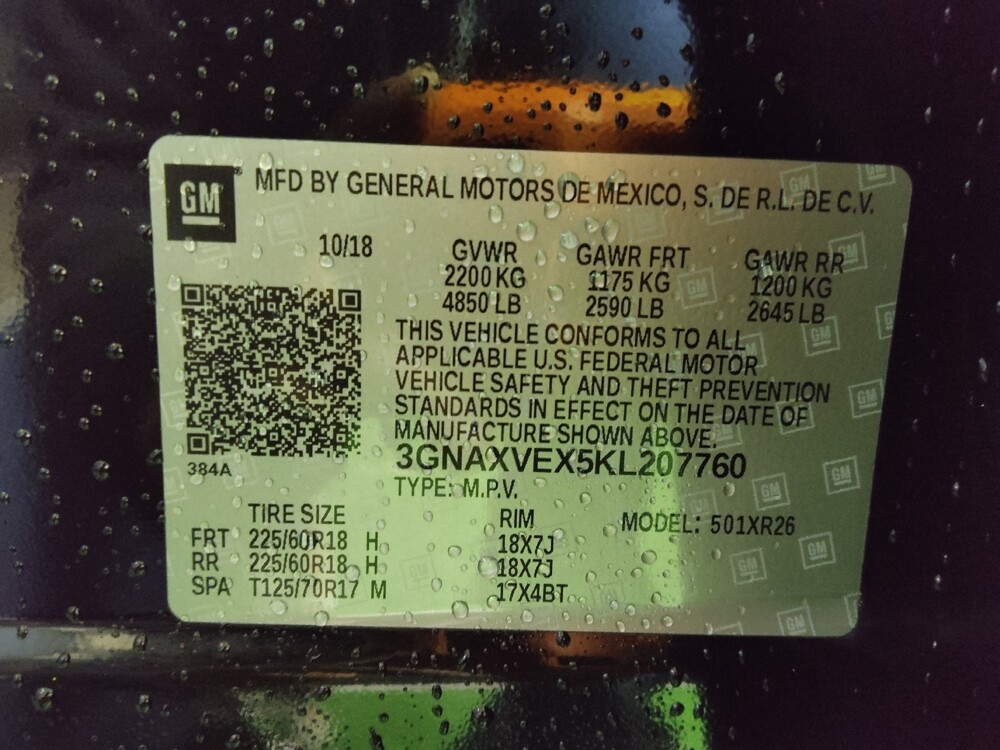 GM
MFD BY GENERAL MOTORS DE MEXICO, S. DE R.L. DE C.V.
10/18 GVWR GAWR FRT GAWR RR
2200 KG 1175 KG 1200 KG
4850 LB 2590 LB 2645 LB
THIS VEHICLE CONFORMS TO ALL
APPLICABLE U.S. FEDERAL MOTOR
VEHICLE SAFETY AND THEFT PREVENTION
STANDARDS IN EFFECT ON THE DATE OF
MANUFACTURE SHOWN ABOVE.
384A
3GNAXVEX5KL207760
TYPE: M.P.V.
TIRE SIZE RIM MODEL: 501XR26
FRT 225/60R18 H 18X7J
RR 225/60R18 H 18X7J
SPA T125/70R17 M 17X4BT